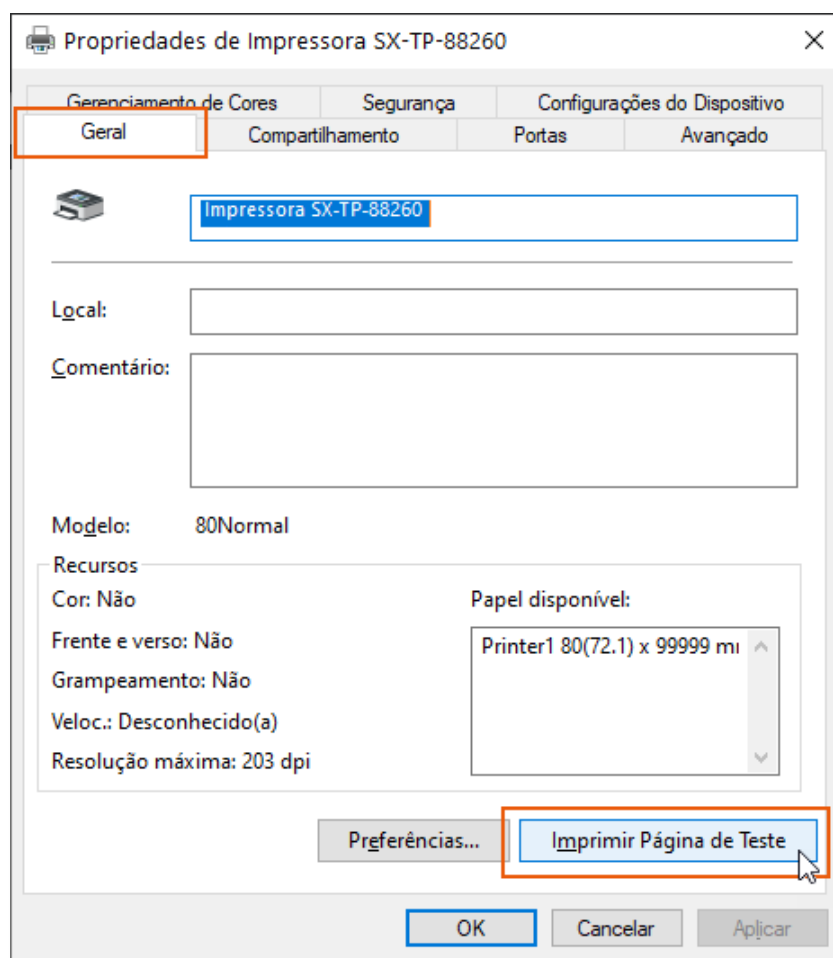 Propriedades de Impressora SX-TP-88260
Gerenciamento de Cores Segurança Configurações do Dispositivo
Geral Compartilhamento Portas Avançado
Impressora SX-TP-88260
Local:
Comentário:
Modelo: 80Normal
Recursos
Cor: Não Papel disponível:
Frente e verso: Não Printer1 80(72.1) x 99999 mı
Grampeamento: Não
Veloc.: Desconhecido(a)
Resolução máxima: 203 dpi
Preferências... Imprimir Página de Teste
OK Cancelar Aplicar